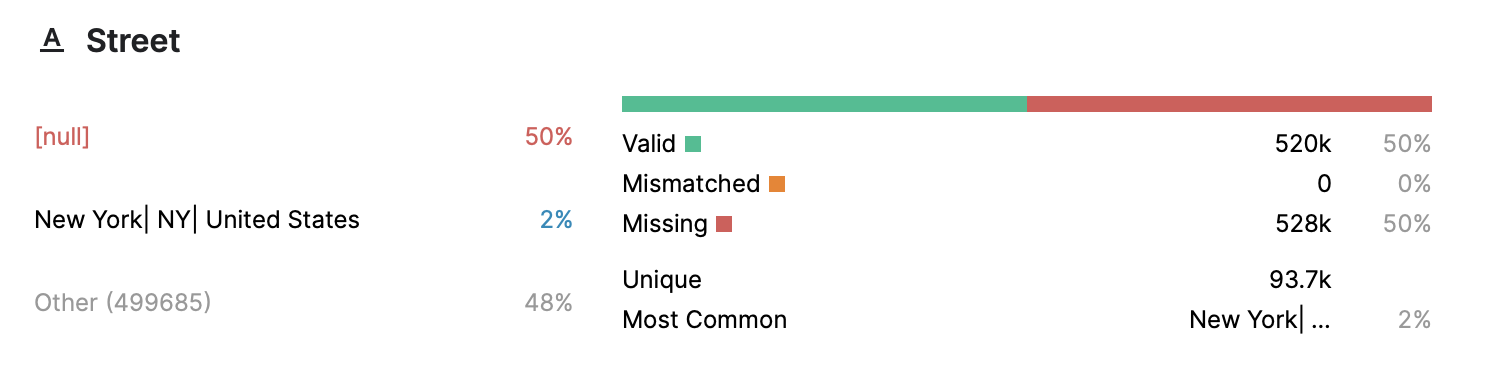 A Street
[null] 50%
New York| NY| United States 2%
Other (499685) 48%
Valid 520k 50%
Mismatched 0 0%
Missing 528k 50%
Unique 93.7k
Most Common New York| ... 2%